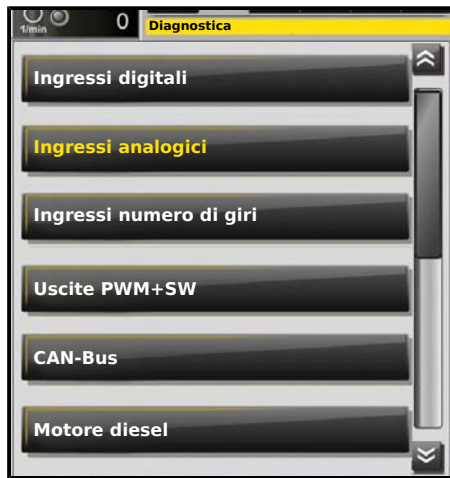 1/min 0 Diagnostica
Ingressi digitali
Ingressi analogici
Ingressi numero di giri
Uscite PWM+SW
CAN-Bus
Motore diesel